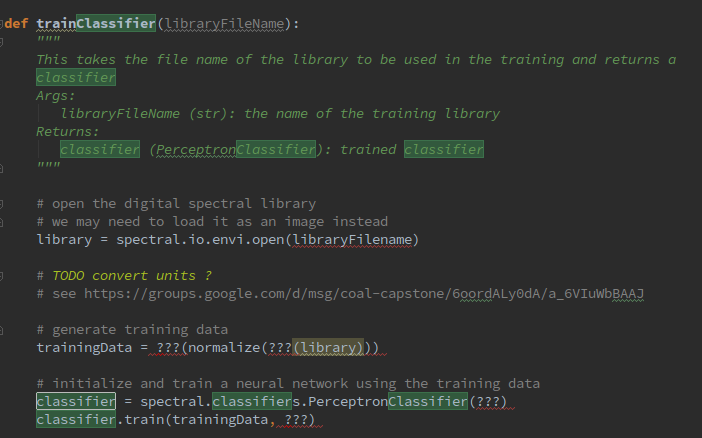 def trainClassifier(libraryFileName):
"""
This takes the file name of the library to be used in the training and returns a
classifier
Args:
libraryFileName (str): the name of the training library
Returns:
classifier (PerceptronClassifier): trained classifier
"""
# open the digital spectral library
# we may need to load it as an image instead
library = spectral.io.envi.open(libraryFilename)
# TODO convert units ?
# see https://groups.google.com/d/msg/coal-capstone/6oordALy0dA/a_6VIuWbBAAJ
# generate training data
trainingData = ???(normalize(???(library)))
# initialize and train a neural network using the training data
classifier = spectral.classifiers.PerceptronClassifier(???)
classifier.train(trainingData, ???)